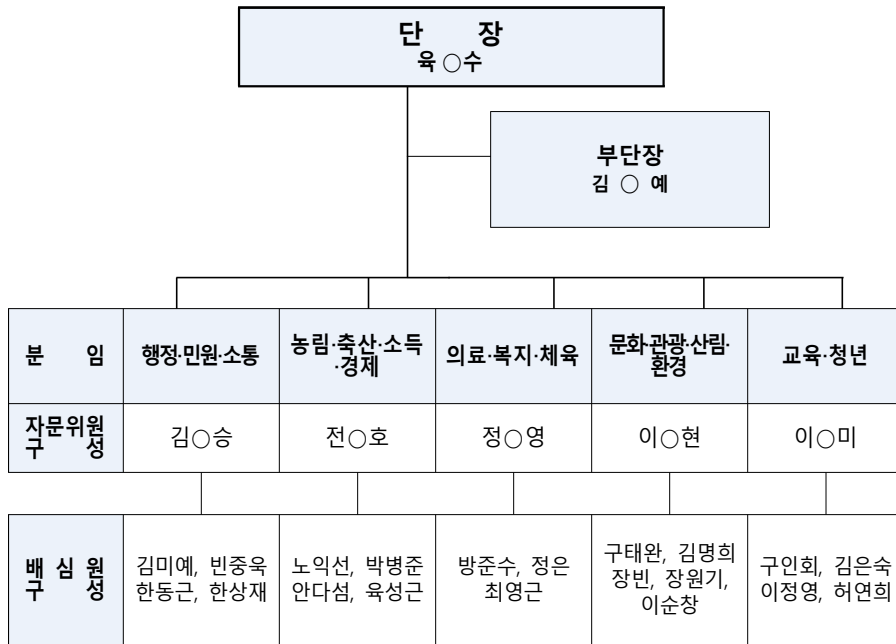 단 장
육 ○수
부단장
김 ○ 예
분 임
행정·민원·소통
농림·축산·소득
·경제
의료·복지·체육
문화·관광·산림·
환경
교육·청년
자문위원
구 성
김○승
전○호
정○영
이○현
이○미
배 심 원
구 성
김미예, 빈중욱
한동근, 한상재
노익선, 박병준
안다섬, 육성근
방준수, 정은
최영근
구태완, 김명희
장빈, 장원기,
이순창
구인회, 김은숙
이정영, 허연희